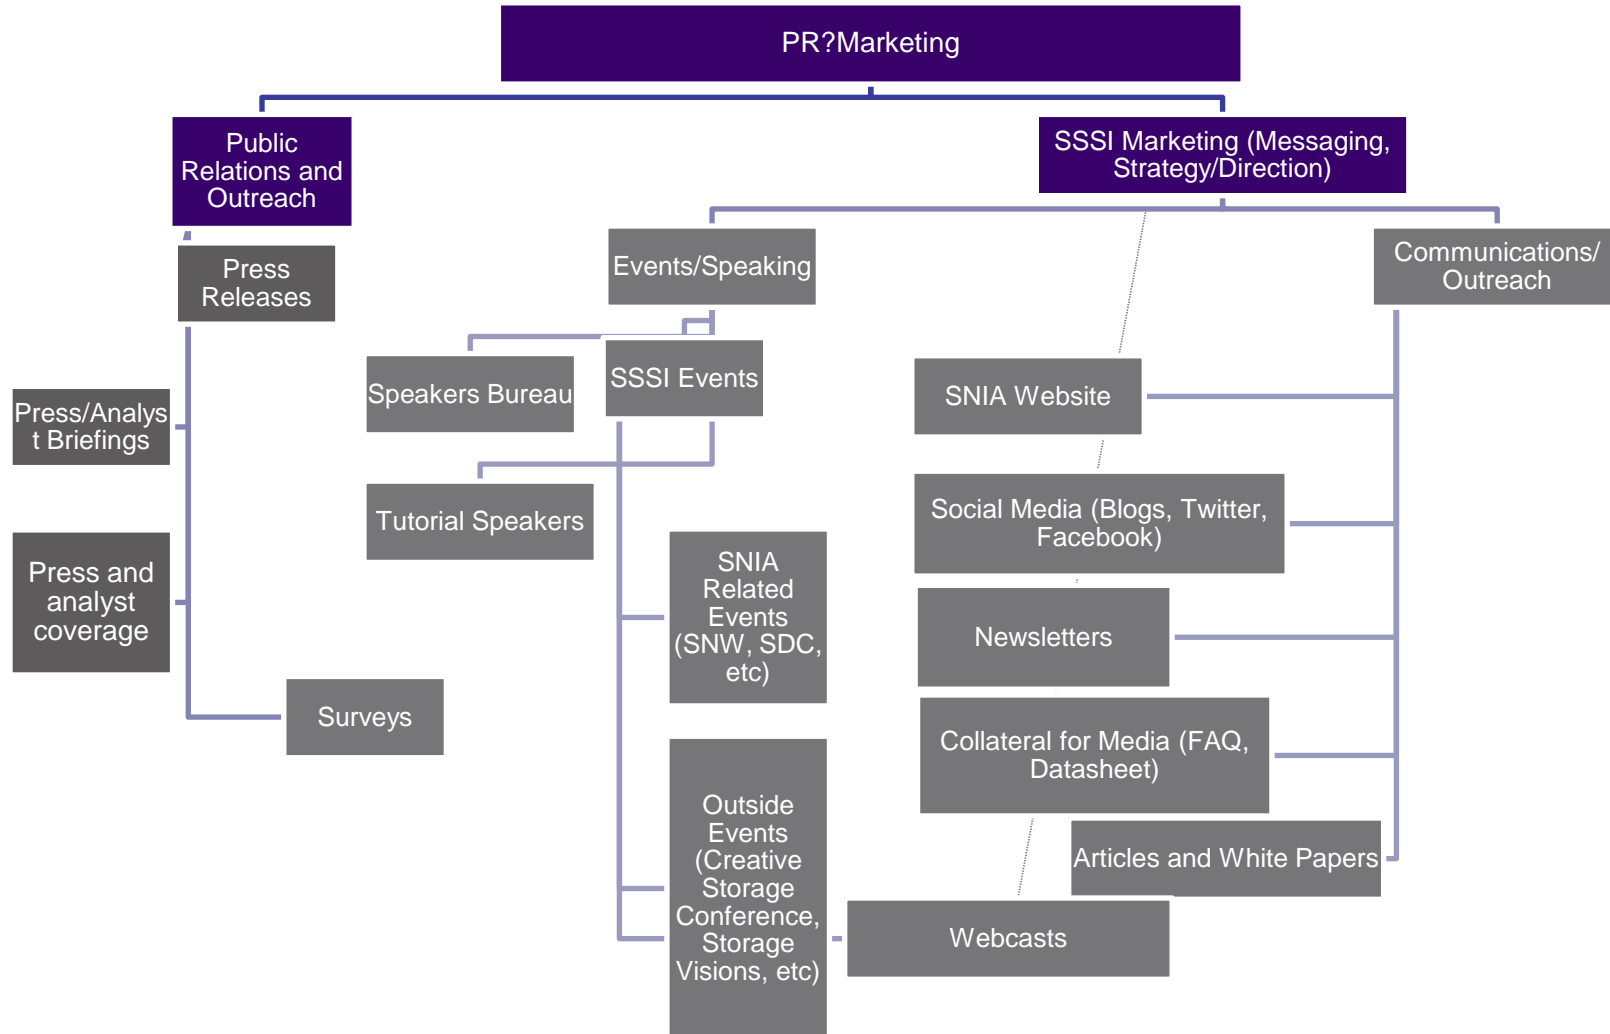 PR?Marketing
Public
Relations and
Outreach
SSSI Marketing (Messaging,
Strategy/Direction)
Press
Releases
Events/Speaking
Communications/
Outreach
Press/Analys
t Briefings
Speakers Bureau
SSSI Events
SNIA Website
Tutorial Speakers
Social Media (Blogs, Twitter,
Facebook)
Press and
analyst
coverage
SNIA
Related
Events
(SNW, SDC,
etc)
Newsletters
Surveys
Collateral for Media (FAQ,
Datasheet)
Outside
Events
(Creative
Storage
Conference,
Storage
Visions, etc)
Articles and White Papers
Webcasts